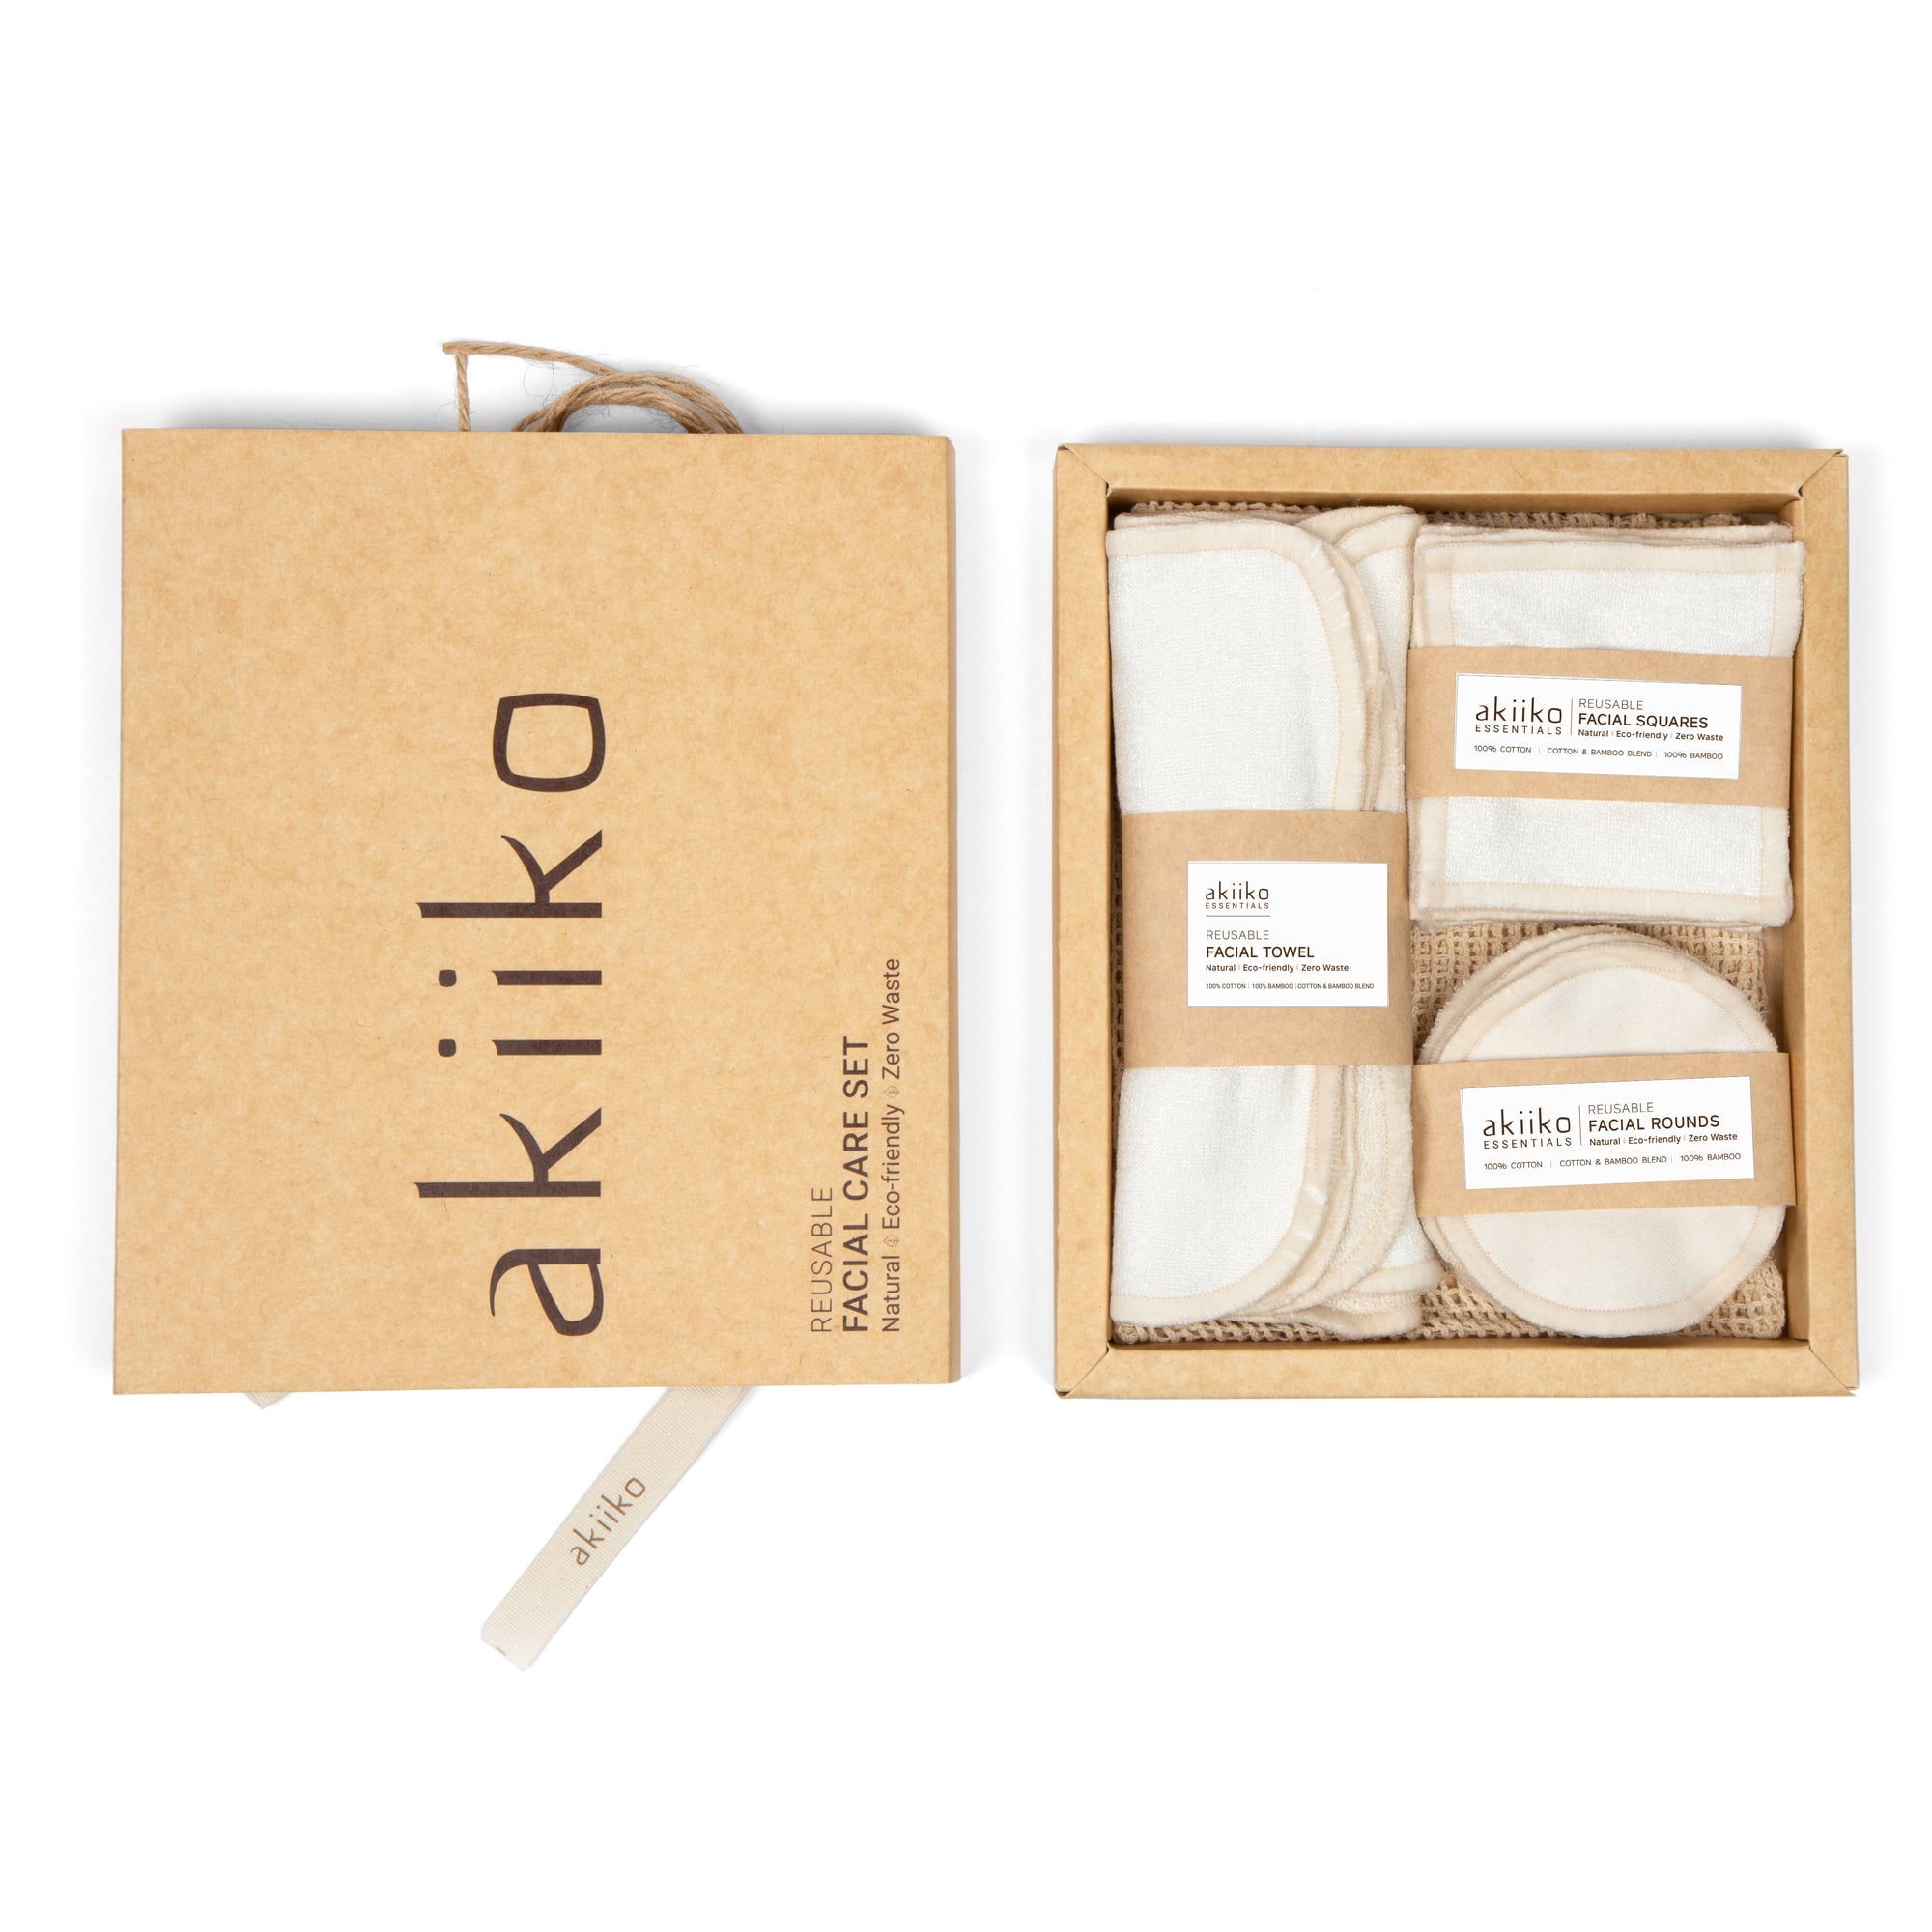 akiiko
REUSABLE
FACIAL CARE SET
Natural Eco-friendly Zero Waste
akiiko
akiiko
ESSENTIALS
REUSABLE
FACIAL TOWEL
Natural | Eco-friendly | Zero Waste
100% COTTON | 100% BAMBOO | COTTON & BAMBOO BLEND
akiiko
ESSENTIALS
REUSABLE
FACIAL SQUARES
Natural | Eco-friendly | Zero Waste
100% COTTON | COTTON & BAMBOO BLEND | 100% BAMBOO
akiiko
ESSENTIALS
REUSABLE
FACIAL ROUNDS
Natural | Eco-friendly | Zero Waste
100% COTTON | COTTON & BAMBOO BLEND | 100% BAMBOO